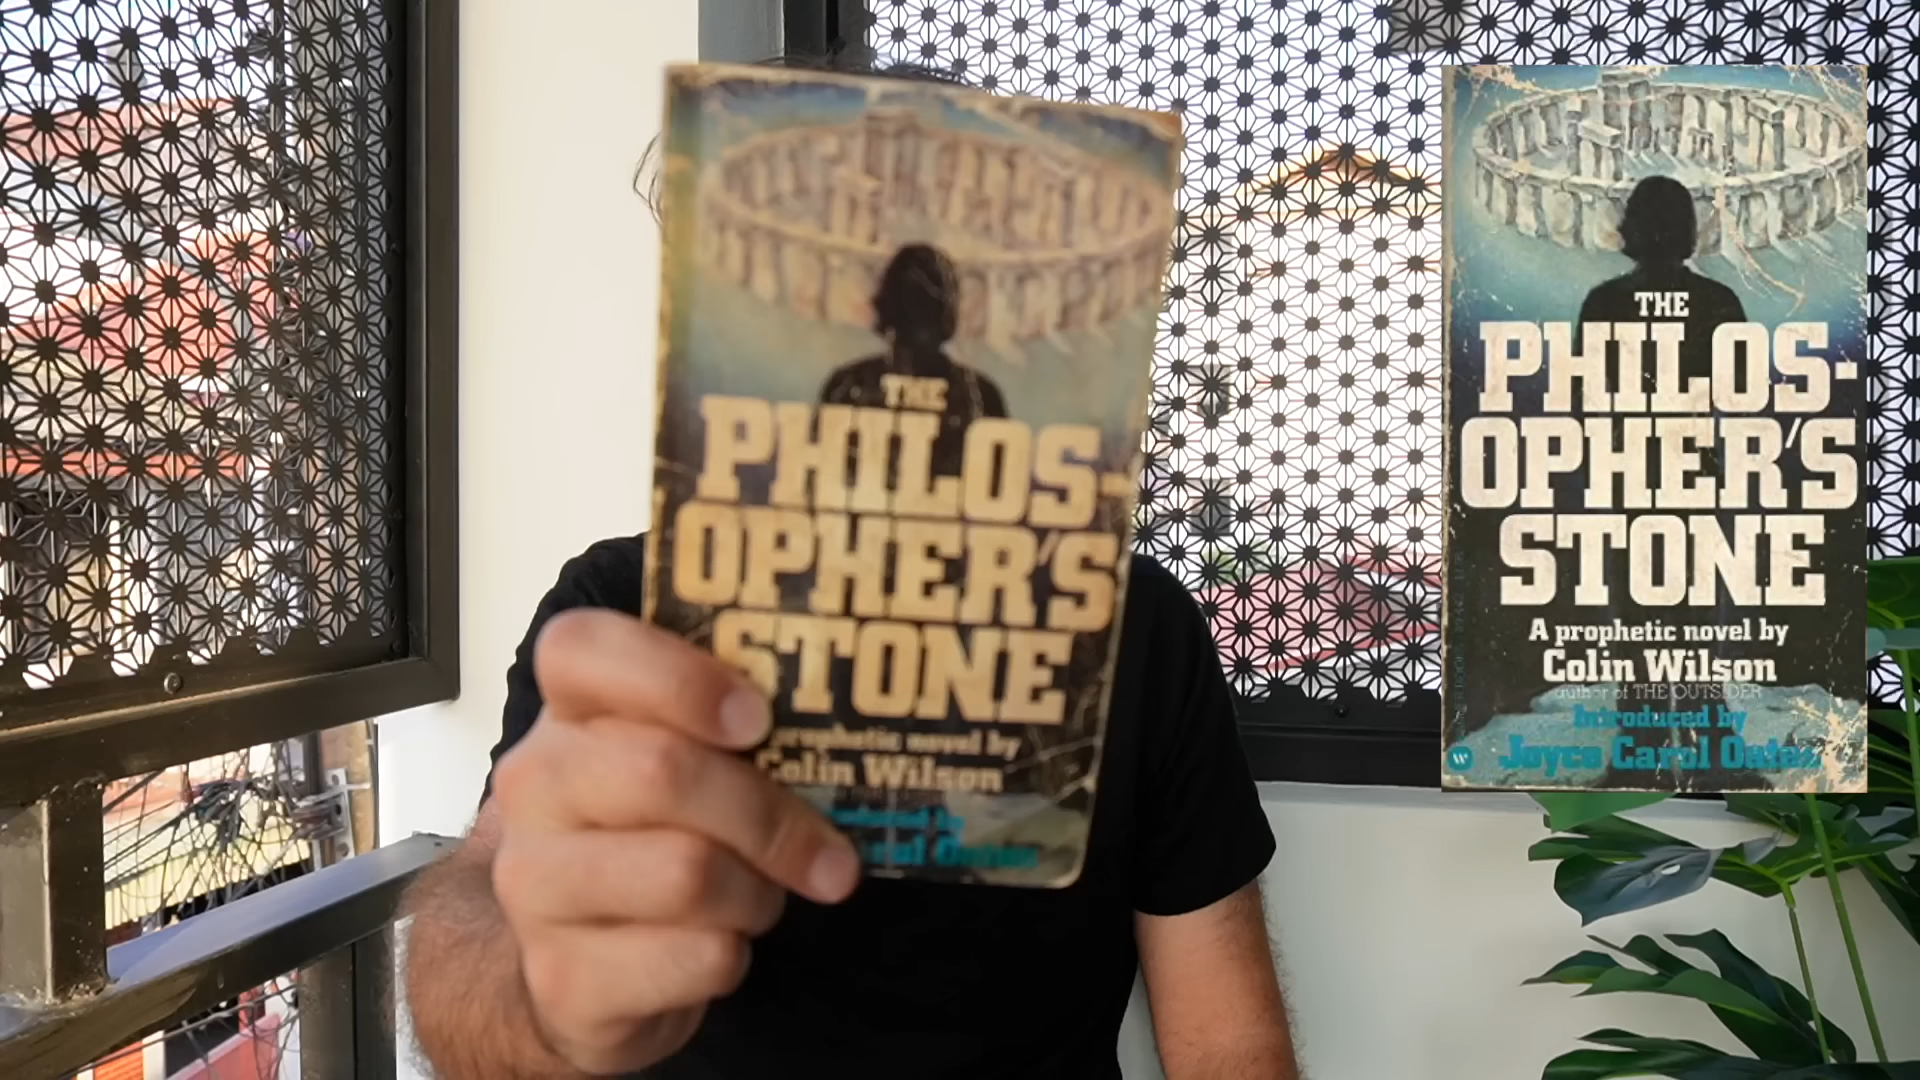 THE
PHILOS-
OPHER'S
STONE
prophetic novel by
Colin Wilson
THE
PHILOS-
OPHER'S
STONE
A prophetic novel by
Colin Wilson
author of THE OUTSIDER
Introduced by
Joyce Carol Oates
W